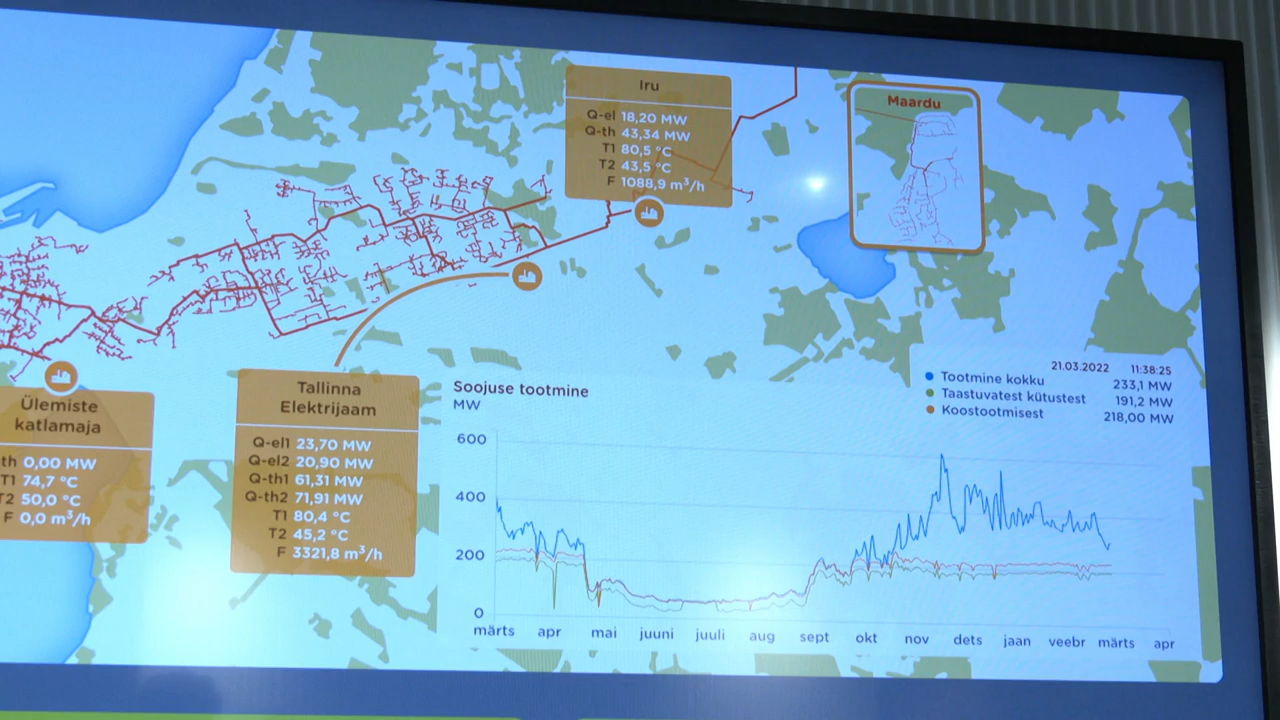 Iru
Q-el 18,20 MW
Q-th 43,34 MW
T1 80,5 °C
T2 43,5 °C
F 1088,9 m³/h
Maardu
Ülemiste
katlamaja
th 0,00 MW
T1 74,7 °C
T2 50,0 °C
F 0,0 m³/h
Tallinna
Elektrijaam
Q-el1 23,70 MW
Q-el2 20,90 MW
Q-th1 61,31 MW
Q-th2 71,91 MW
T1 80,4 °C
T2 45,2 °C
F 3321,8 m³/h
Soojuse tootmine
MW
21.03.2022 11:38:25
Tootmine kokku 233,1 MW
Taastuvatest kütustest 191,2 MW
Koostootmisest 218,00 MW
600
400
200
0
märts apr mai juuni juuli aug sept okt nov dets jaan veebr märts apr